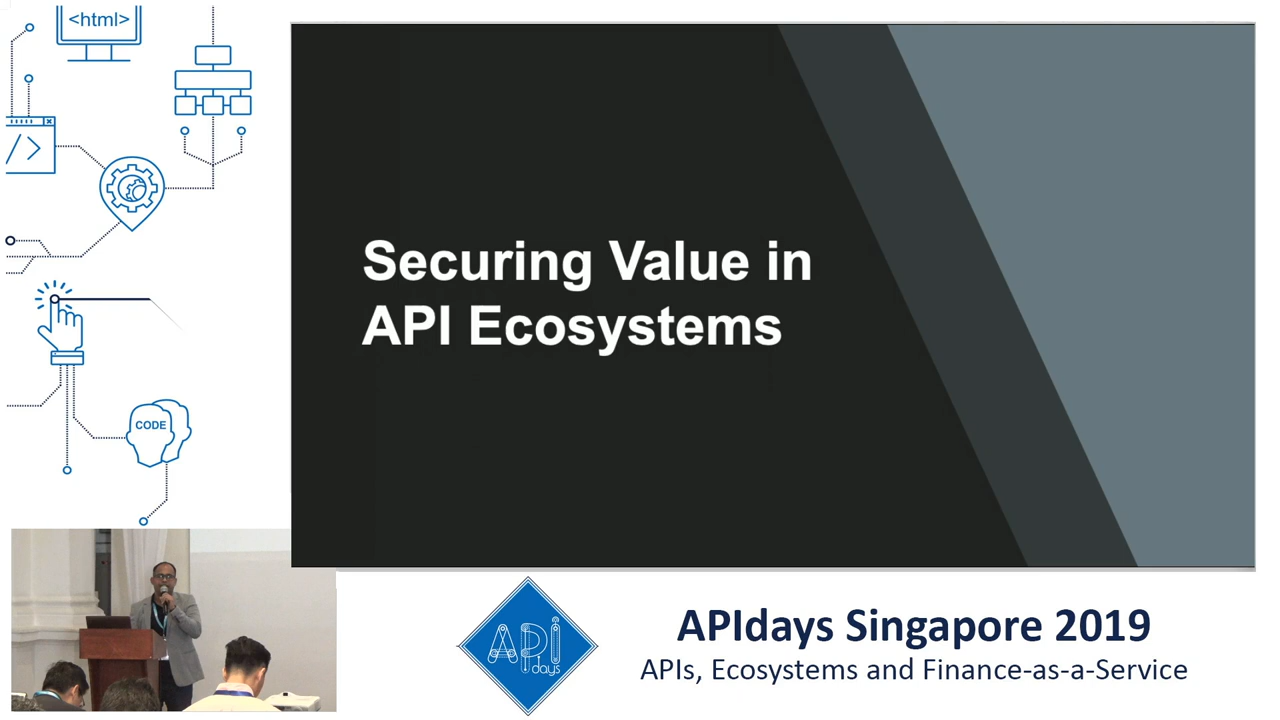 <html>
</>
CODE
Securing Value in
API Ecosystems
API
days
APIdays Singapore 2019
APIs, Ecosystems and Finance-as-a-Service